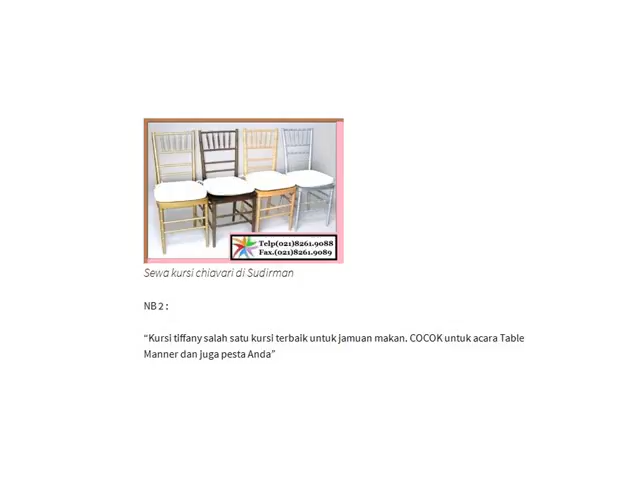 Telp(021)8261.9088
Fax.(021)8261.9089
Sewa kursi chiavari di Sudirman
NB 2 :
“Kursi tiffany salah satu kursi terbaik untuk jamuan makan. COCOK untuk acara Table
Manner dan juga pesta Anda”